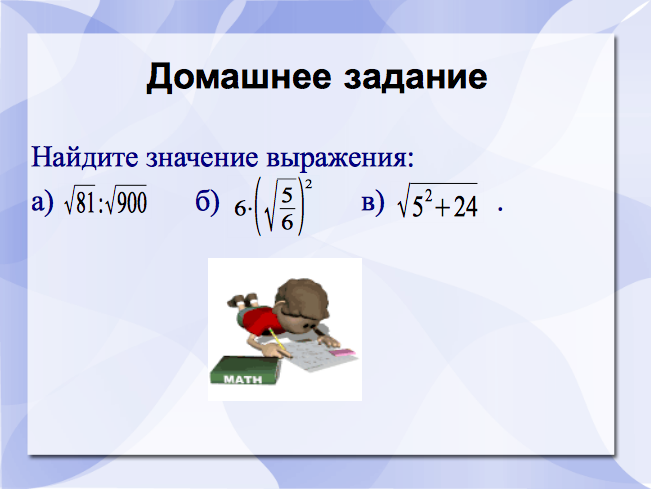 Домашнее задание
Найдите значение выражения:
а) √81:√900 б) 6·(√(5/6))² в) √(5²+24) .
MATH